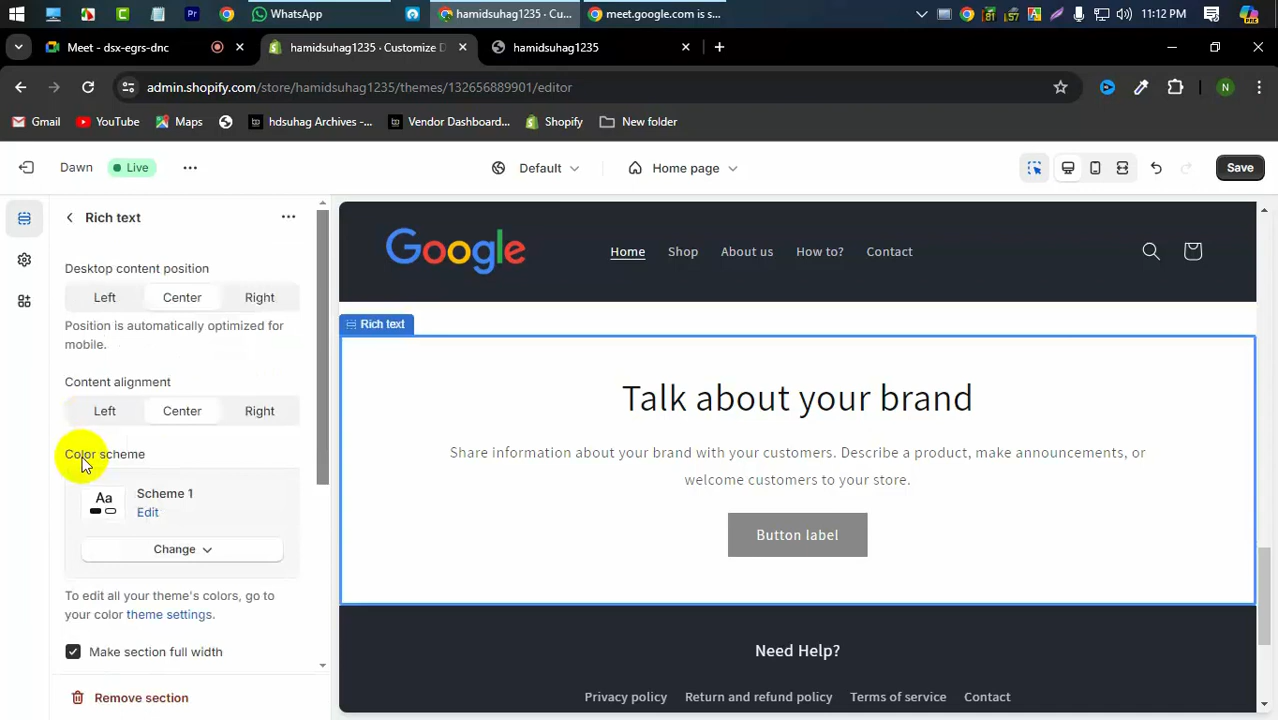 WhatsApp
hamidsuhag1235 · Cu...
meet.google.com is s...
81
57
11:12 PM
Meet - dsx-egrs-dnc
hamidsuhag1235 · Customize D
hamidsuhag1235
admin.shopify.com/store/hamidsuhag1235/themes/132656889901/editor
N
Gmail
YouTube
Maps
hdsuhag Archives -...
Vendor Dashboard...
Shopify
New folder
Dawn
Live
Default
Home page
Save
Rich text
Desktop content position
Left
Center
Right
Position is automatically optimized for
mobile.
Content alignment
Left
Center
Right
Color scheme
Aa
Scheme 1
Edit
Change
To edit all your theme's colors, go to
your color theme settings.
Make section full width
Remove section
Google
Home
Shop
About us
How to?
Contact
Rich text
Talk about your brand
Share information about your brand with your customers. Describe a product, make announcements, or
welcome customers to your store.
Button label
Need Help?
Privacy policy
Return and refund policy
Terms of service
Contact